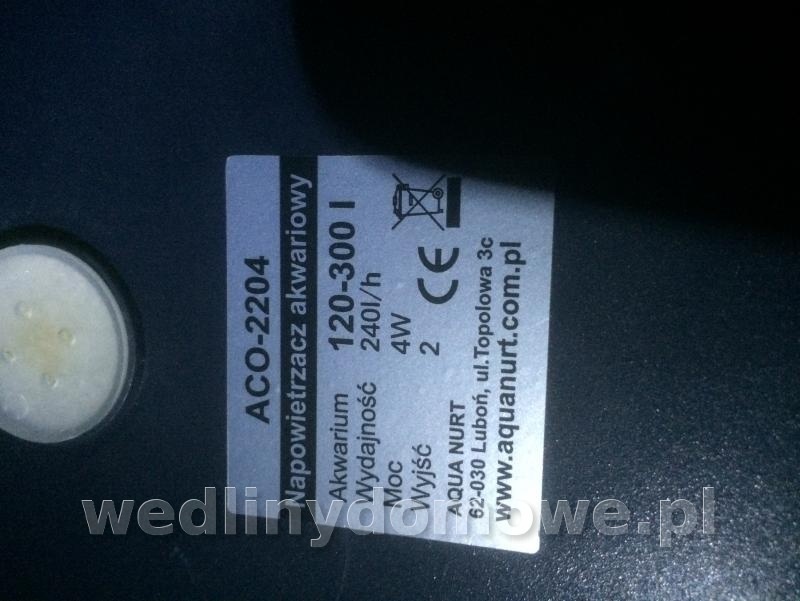 ACO-2204
Napowietrzacz akwariowy
Akwarium 120-300 l
Wydajność 240l/h
Moc 4W
Wyjść 2
CE
AQUA NURT
62-030 Luboń, ul.Topolowa 3c
www.aquanurt.com.pl
wedlinydomowe.pl